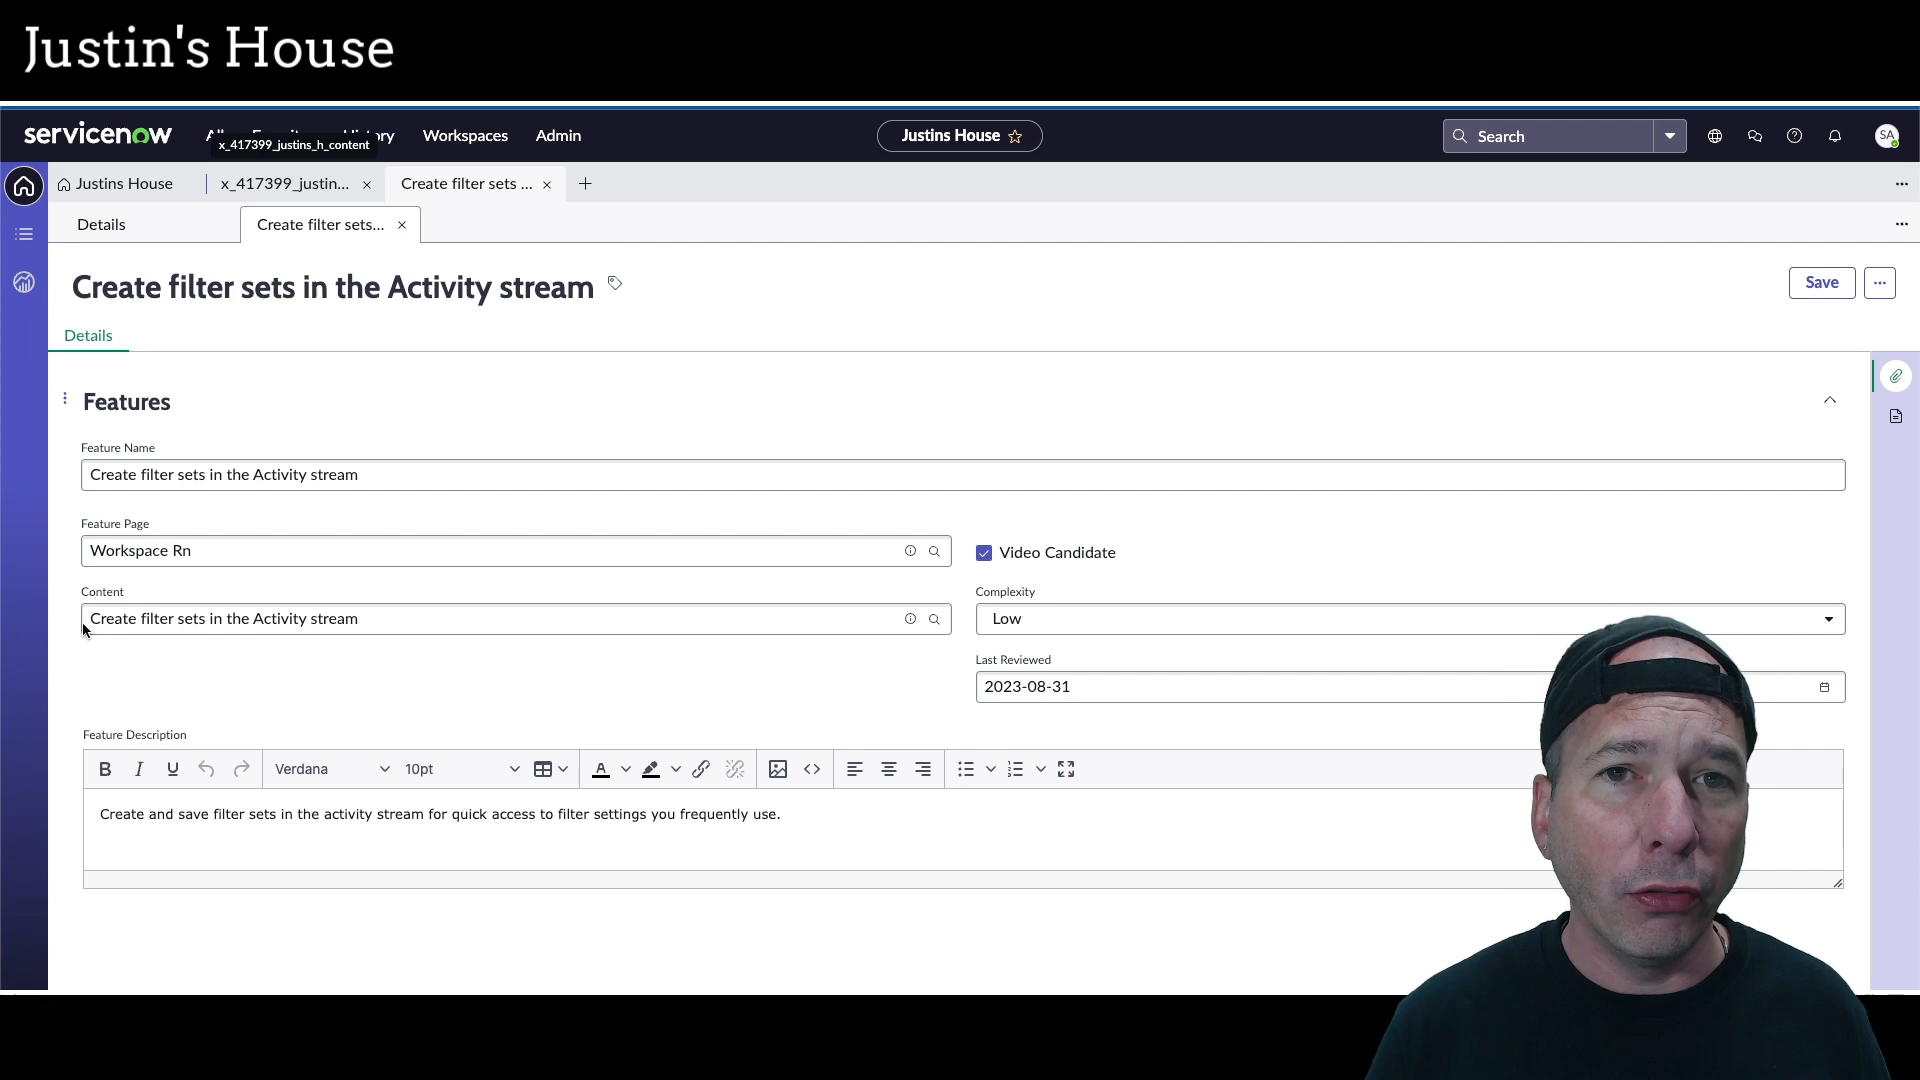 Justin's House
servicenow
History
Workspaces
Admin
Justins House
Search
SA
x_417399_justins_h_content
Justins House
x_417399_justin...
Create filter sets ...
Details
Create filter sets...
Create filter sets in the Activity stream
Save
Details
Features
Feature Name
Create filter sets in the Activity stream
Feature Page
Workspace Rn
Video Candidate
Content
Create filter sets in the Activity stream
Complexity
Low
Last Reviewed
2023-08-31
Feature Description
B I U
Verdana
10pt
A
Create and save filter sets in the activity stream for quick access to filter settings you frequently use.